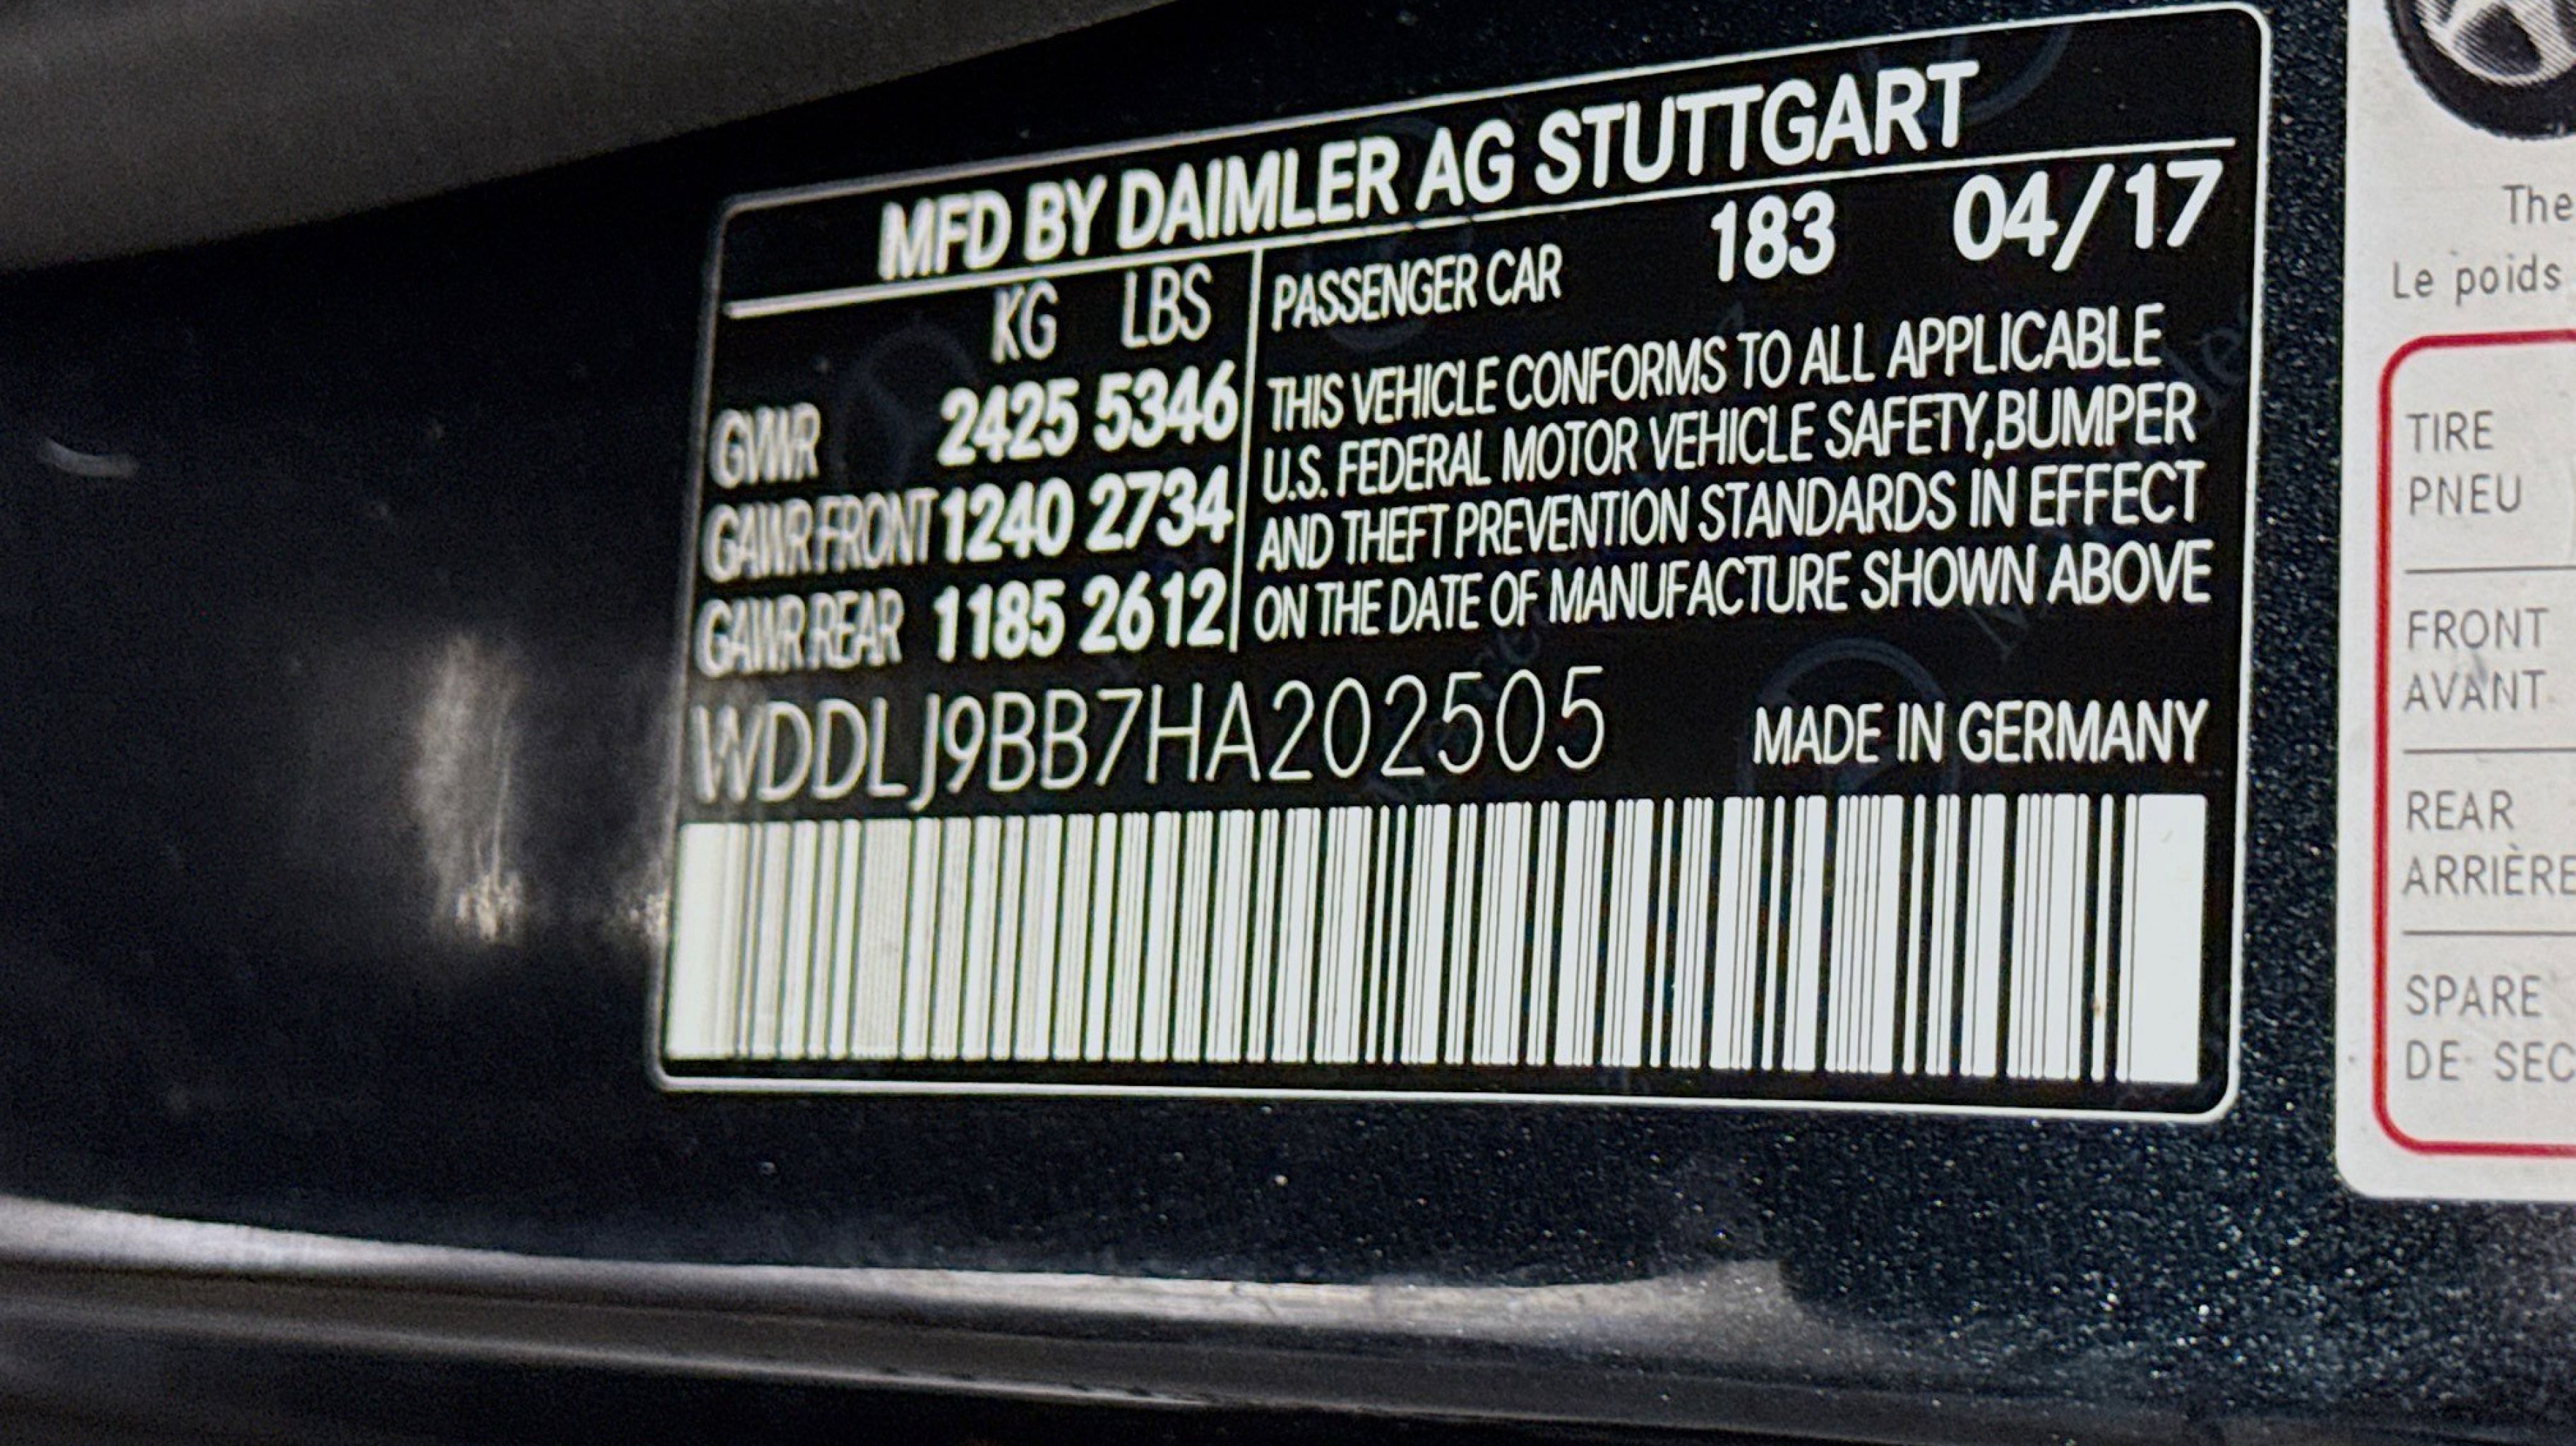 MFD BY DAIMLER AG STUTTGART
KG LBS
GVWR 2425 5346
GAWR FRONT 1240 2734
GAWR REAR 1185 2612
PASSENGER CAR 183 04/17
THIS VEHICLE CONFORMS TO ALL APPLICABLE
U.S. FEDERAL MOTOR VEHICLE SAFETY,BUMPER
AND THEFT PREVENTION STANDARDS IN EFFECT
ON THE DATE OF MANUFACTURE SHOWN ABOVE
WDDLJ9BB7HA202505 MADE IN GERMANY
The
Le poids
TIRE
PNEU
FRONT
AVANT
REAR
ARRIÈRE
SPARE
DE SEC